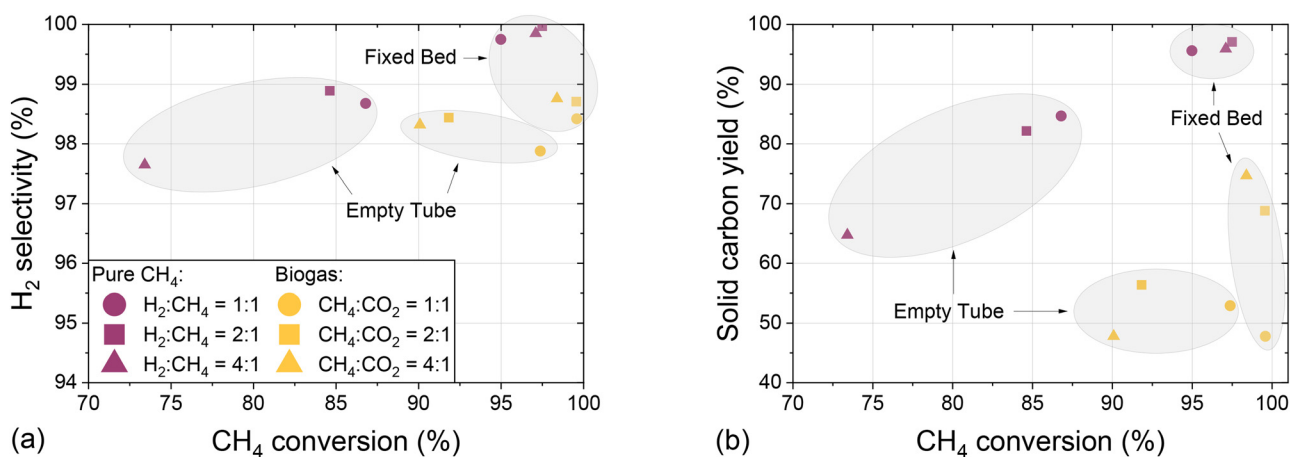 H₂ selectivity (%)
100
99
98
97
96
95
94
Fixed Bed
Empty Tube
Pure CH₄:
Biogas:
H₂:CH₄ = 1:1
CH₄:CO₂ = 1:1
H₂:CH₄ = 2:1
CH₄:CO₂ = 2:1
H₂:CH₄ = 4:1
CH₄:CO₂ = 4:1
70 75 80 85 90 95 100
(a)
CH₄ conversion (%)
Solid carbon yield (%)
100
90
80
70
60
50
40
Fixed Bed
Empty Tube
70 75 80 85 90 95 100
(b)
CH₄ conversion (%)